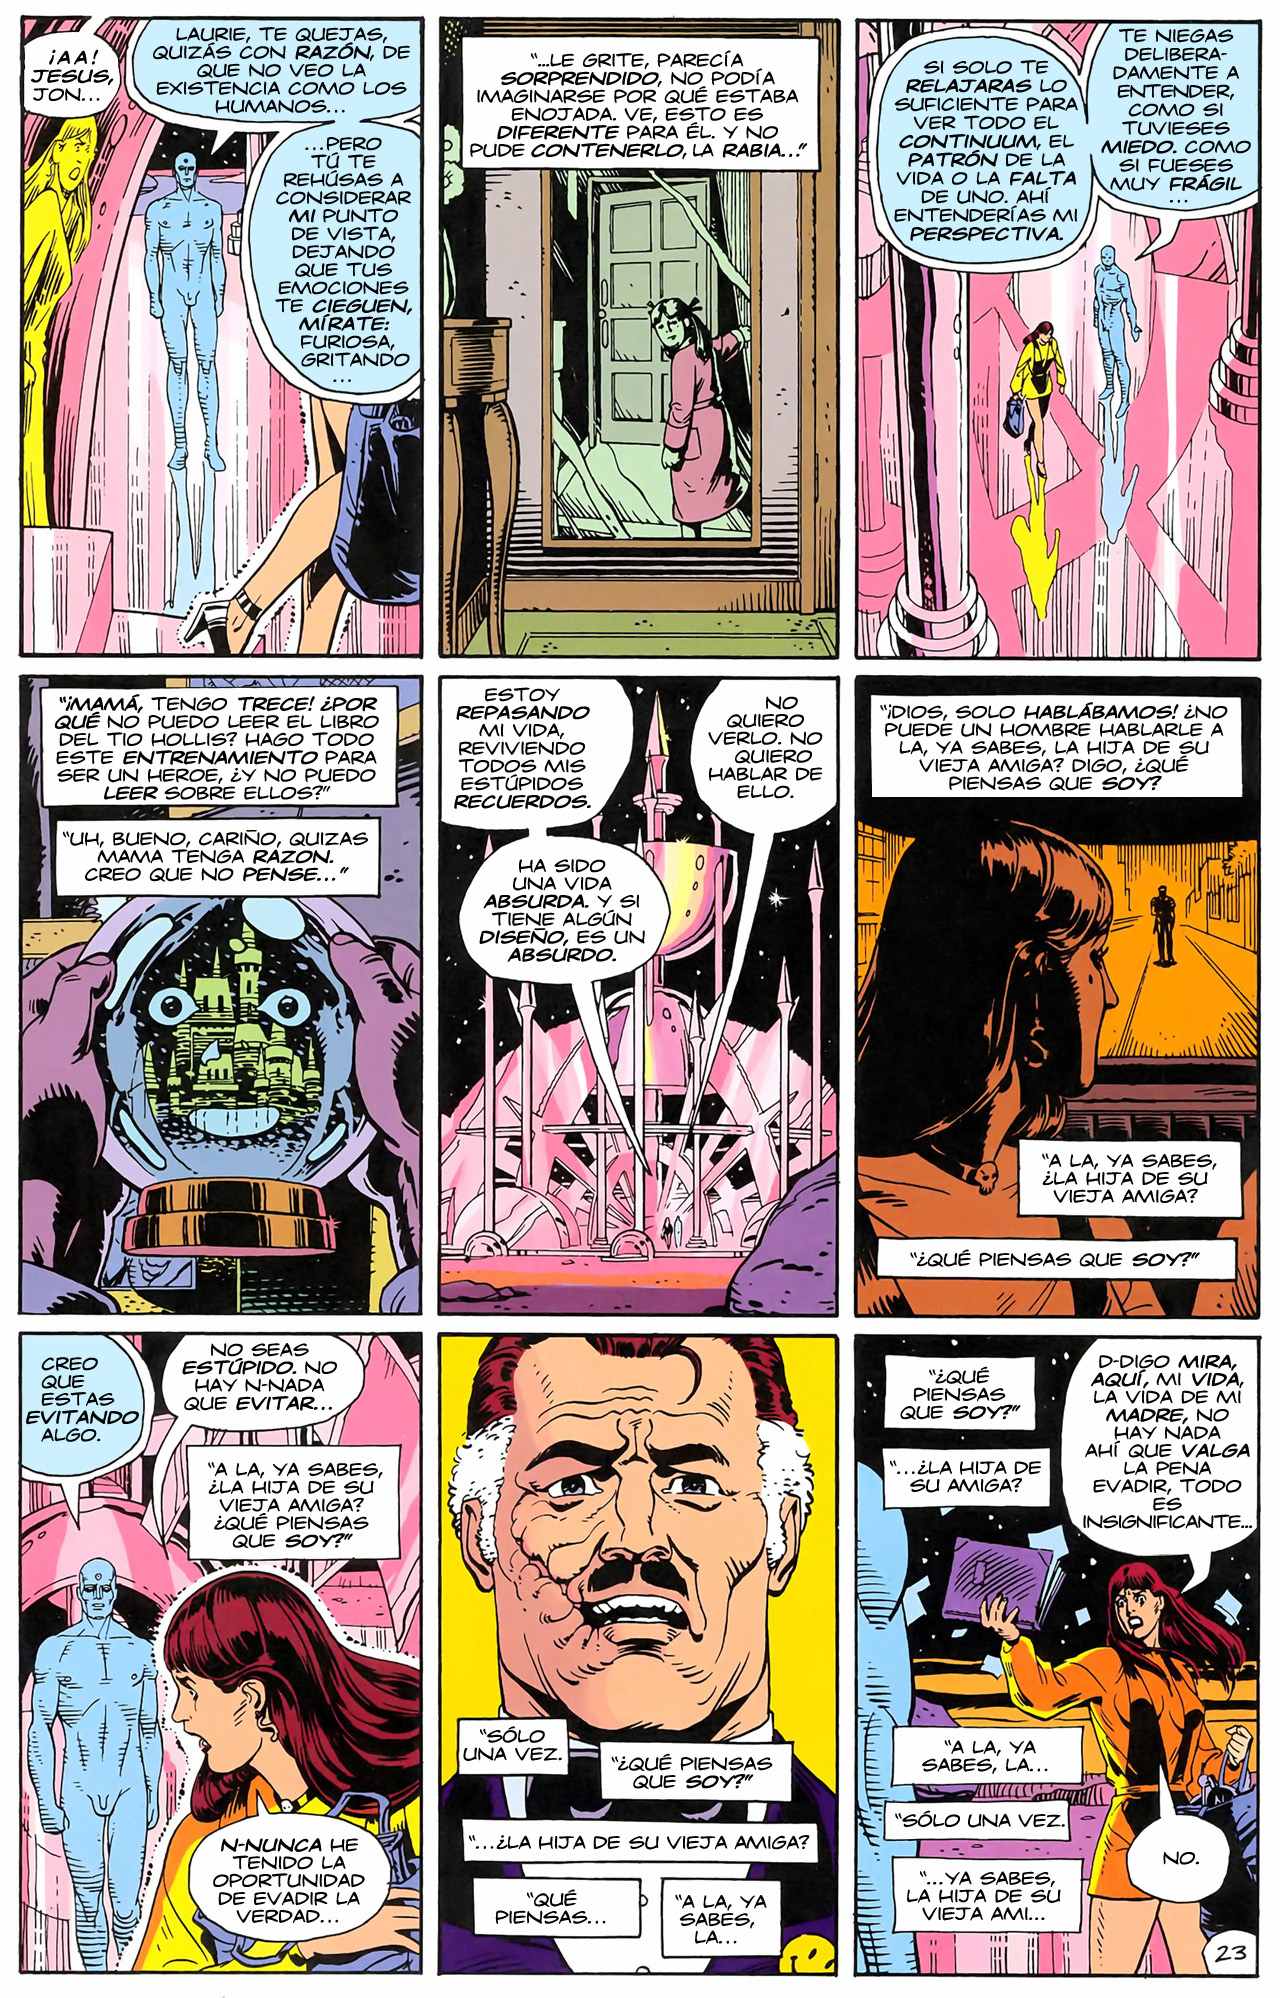 ¡AA!
JESUS,
JON...
LAURIE, TE QUEJAS,
QUIZÁS CON RAZÓN, DE
QUE NO VEO LA
EXISTENCIA COMO LOS
HUMANOS...
...PERO
TÚ TE
REHÚSAS A
CONSIDERAR
MI PUNTO
DE VISTA,
DEJANDO
QUE TUS
EMOCIONES
TE CIEGUEN,
MÍRATE:
FURIOSA,
GRITANDO
...
"...LE GRITE, PARECÍA
SORPRENDIDO, NO PODÍA
IMAGINARSE POR QUÉ ESTABA
ENOJADA. VE, ESTO ES
DIFERENTE PARA ÉL. Y NO
PUDE CONTENERLO, LA RABIA..."
SI SOLO TE
RELAJARAS LO
SUFICIENTE PARA
VER TODO EL
CONTINUUM, EL
PATRÓN DE LA
VIDA O LA FALTA
DE UNO. AHÍ
ENTENDERÍAS MI
PERSPECTIVA.
TE NIEGAS
DELIBERA-
DAMENTE A
ENTENDER,
COMO SI
TUVIESES
MIEDO. COMO
SI FUESES
MUY FRÁGIL
...
"¡MAMÁ, TENGO TRECE! ¿POR
QUÉ NO PUEDO LEER EL LIBRO
DEL TIO HOLLIS? HAGO TODO
ESTE ENTRENAMIENTO PARA
SER UN HEROE, ¿Y NO PUEDO
LEER SOBRE ELLOS?"
"UH, BUENO, CARIÑO, QUIZAS
MAMA TENGA RAZON.
CREO QUE NO PENSE..."
ESTOY
REPASANDO
MI VIDA,
REVIVIENDO
TODOS MIS
ESTÚPIDOS
RECUERDOS.
HA SIDO
UNA VIDA
ABSURDA. Y SI
TIENE ALGÚN
DISEÑO, ES UN
ABSURDO.
NO
QUIERO
VERLO. NO
QUIERO
HABLAR DE
ELLO.
"¡DIOS, SOLO HABLÁBAMOS! ¿NO
PUEDE UN HOMBRE HABLARLE A
LA, YA SABES, LA HIJA DE SU
VIEJA AMIGA? DIGO, ¿QUÉ
PIENSAS QUE SOY?
"A LA, YA SABES,
¿LA HIJA DE SU
VIEJA AMIGA?
"¿QUÉ PIENSAS QUE SOY?"
CREO
QUE
ESTAS
EVITANDO
ALGO.
NO SEAS
ESTÚPIDO. NO
HAY N-NADA
QUE EVITAR...
"A LA, YA SABES,
¿LA HIJA DE SU
VIEJA AMIGA?
¿QUÉ PIENSAS
QUE SOY?"
N-NUNCA HE
TENIDO LA
OPORTUNIDAD
DE EVADIR LA
VERDAD...
"SÓLO
UNA VEZ.
"¿QUÉ PIENSAS
QUE SOY?"
"...¿LA HIJA DE SU VIEJA AMIGA?
"QUÉ
PIENSAS...
"A LA, YA
SABES,
LA...
"¿QUÉ
PIENSAS
QUE SOY?"
"...¿LA HIJA DE
SU AMIGA?
D-DIGO MIRA,
AQUÍ, MI VIDA,
LA VIDA DE MI
MADRE, NO
HAY NADA
AHÍ QUE VALGA
LA PENA
EVADIR, TODO
ES
INSIGNIFICANTE...
"A LA, YA
SABES, LA...
"SÓLO UNA VEZ.
"...YA SABES,
LA HIJA DE SU
VIEJA AMI...
NO.
23